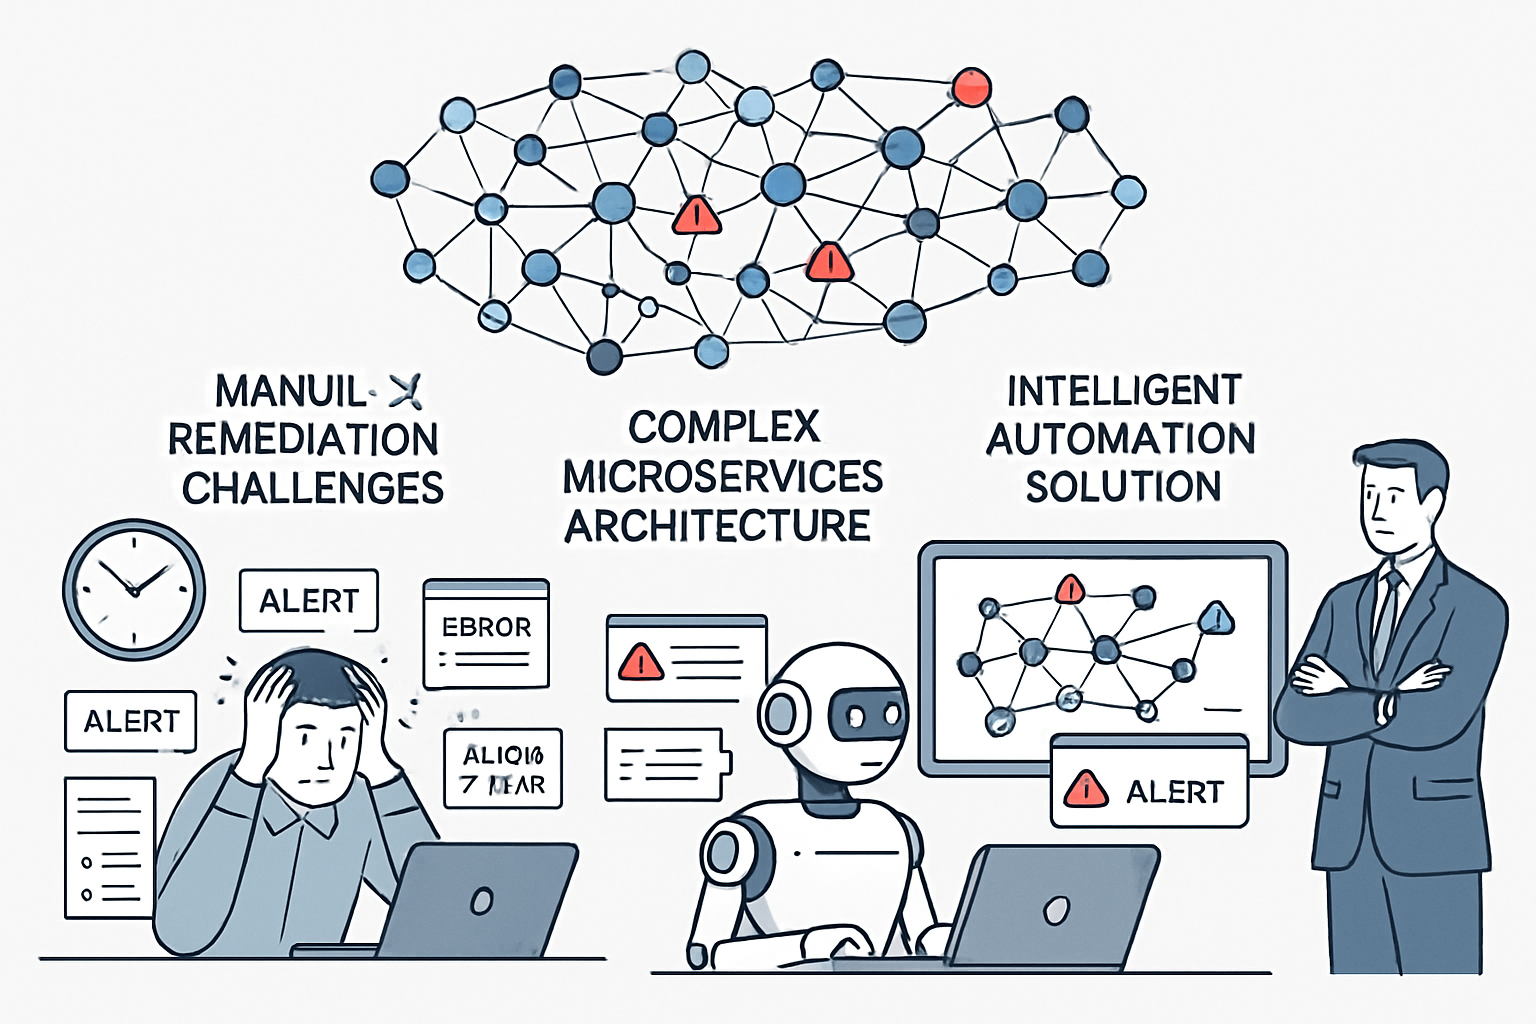 MANUIL
REMEDIATION
CHALLENGES
COMPLEX
MICROSERVICES
ARCHITECTURE
INTELLIGENT
AUTOMATION
SOLUTION
ALERT
EBROR
ALERT
ALERT